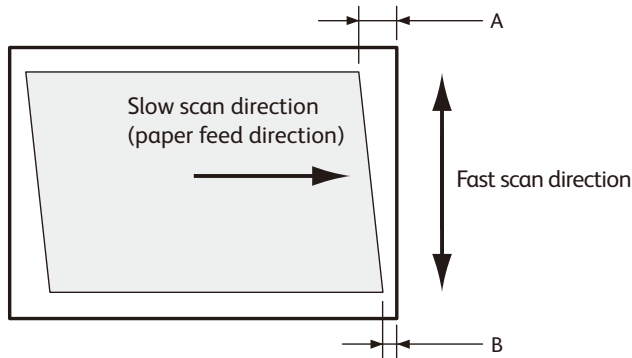 A
Slow scan direction
(paper feed direction)
Fast scan direction
B